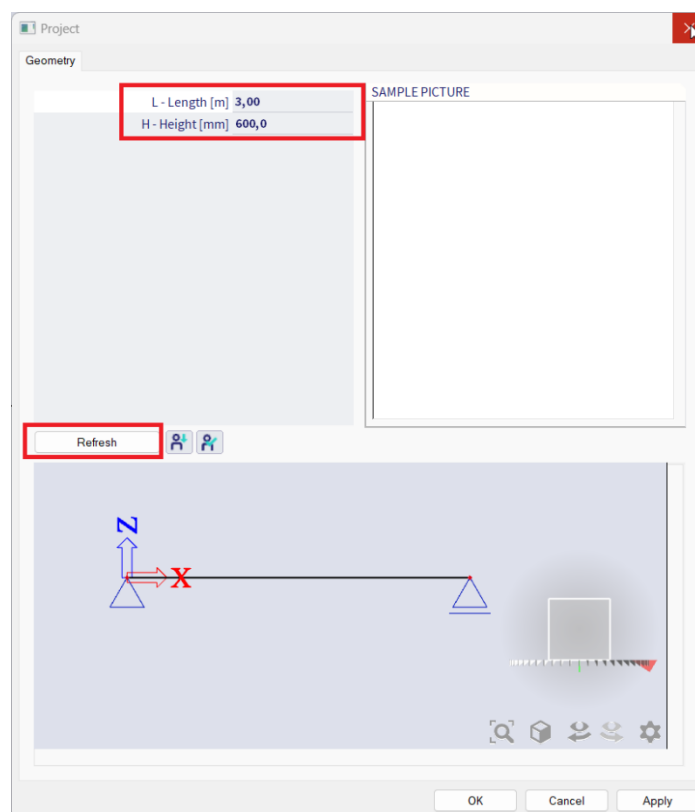 Project
Geometry
L - Length [m] 3,00
H - Height [mm] 600,0
SAMPLE PICTURE
Refresh
Z
X
OK
Cancel
Apply